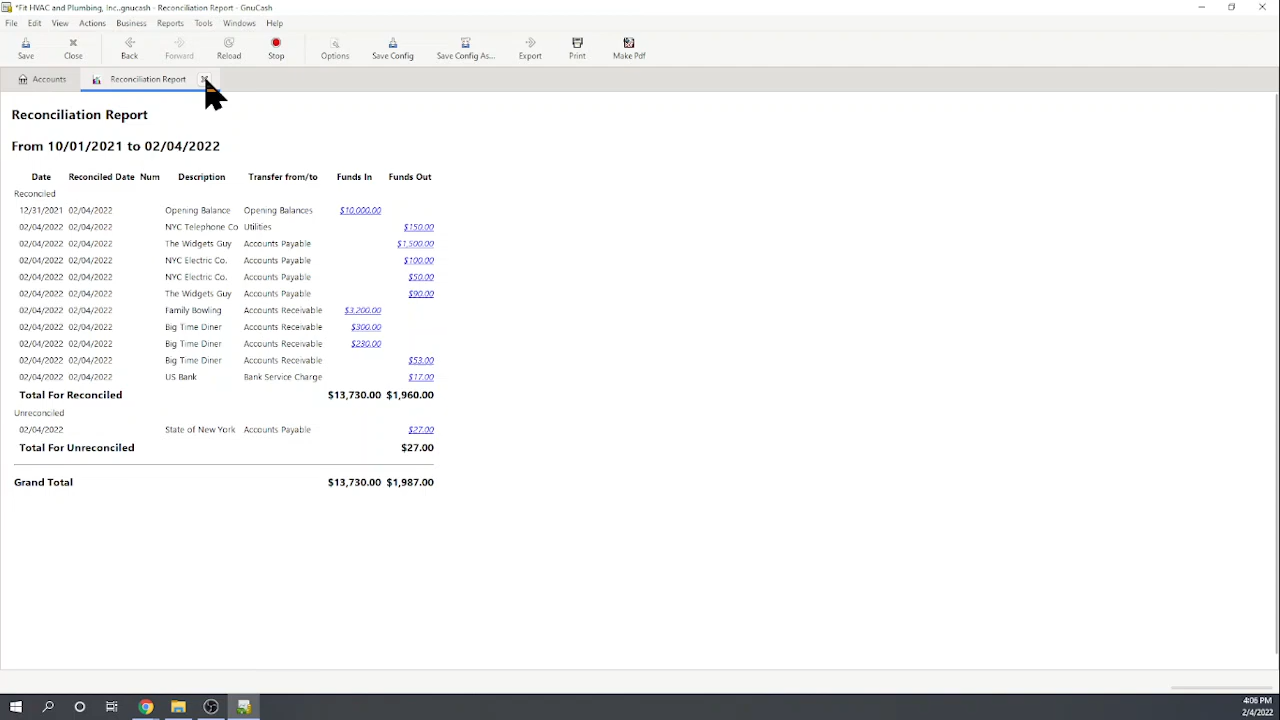 *Fit HVAC and Plumbing, Inc..gnucash - Reconciliation Report - GnuCash
File Edit View Actions Business Reports Tools Windows Help
Save Close Back Forward Reload Stop Options Save Config Save Config As... Export Print Make Pdf
Accounts Reconciliation Report
Reconciliation Report
From 10/01/2021 to 02/04/2022
Date Reconciled Date Num Description Transfer from/to Funds In Funds Out
Reconciled
12/31/2021 02/04/2022 Opening Balance Opening Balances $10,000.00
02/04/2022 02/04/2022 NYC Telephone Co Utilities $150.00
02/04/2022 02/04/2022 The Widgets Guy Accounts Payable $1,500.00
02/04/2022 02/04/2022 NYC Electric Co. Accounts Payable $100.00
02/04/2022 02/04/2022 NYC Electric Co. Accounts Payable $50.00
02/04/2022 02/04/2022 The Widgets Guy Accounts Payable $90.00
02/04/2022 02/04/2022 Family Bowling Accounts Receivable $3,200.00
02/04/2022 02/04/2022 Big Time Diner Accounts Receivable $300.00
02/04/2022 02/04/2022 Big Time Diner Accounts Receivable $230.00
02/04/2022 02/04/2022 Big Time Diner Accounts Receivable $53.00
02/04/2022 02/04/2022 US Bank Bank Service Charge $17.00
Total For Reconciled $13,730.00 $1,960.00
Unreconciled
02/04/2022 State of New York Accounts Payable $27.00
Total For Unreconciled $27.00
Grand Total $13,730.00 $1,987.00
4:06 PM
2/4/2022